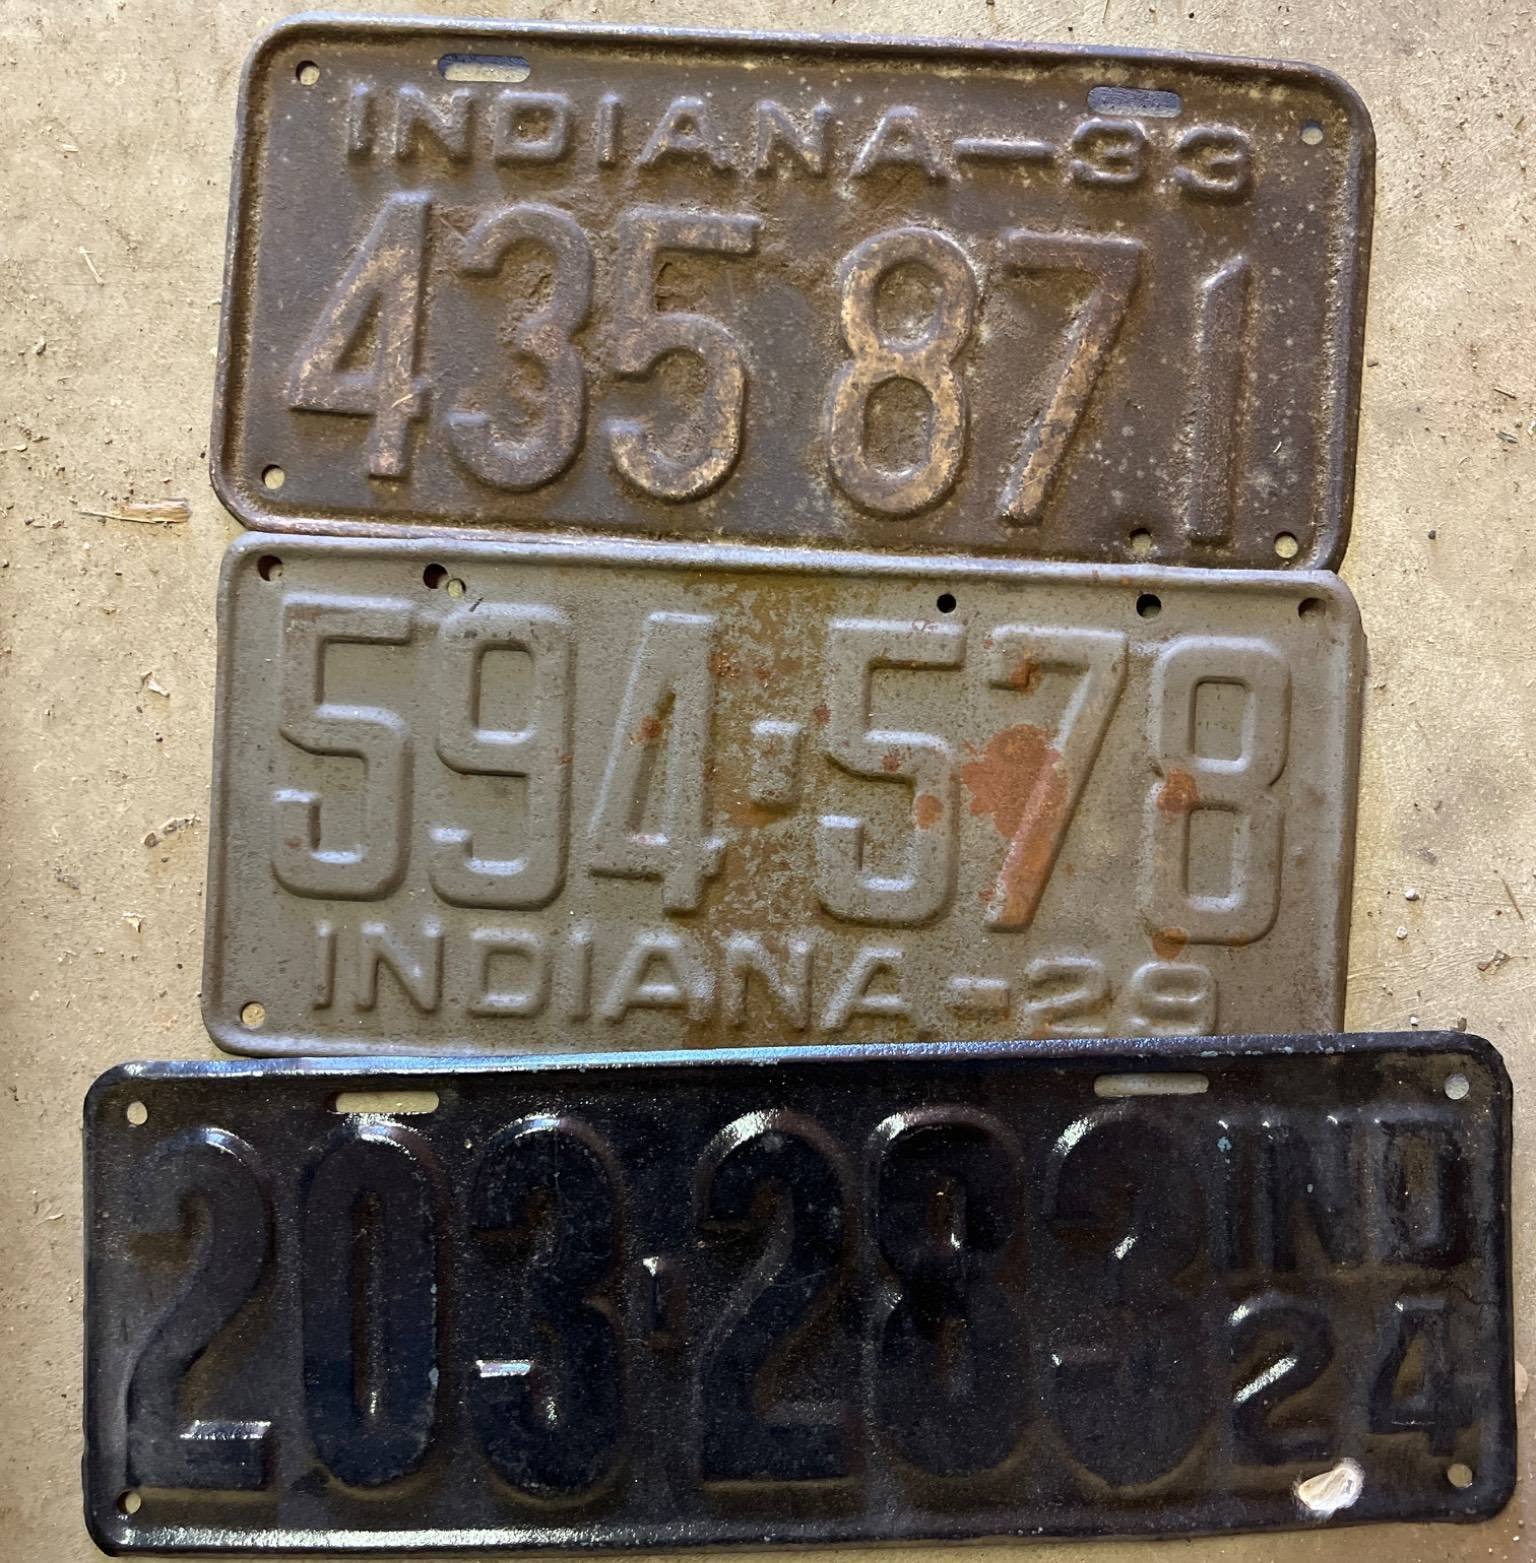 INDIANA—33
435 871
594-578
INDIANA-29
203-283 IND
24